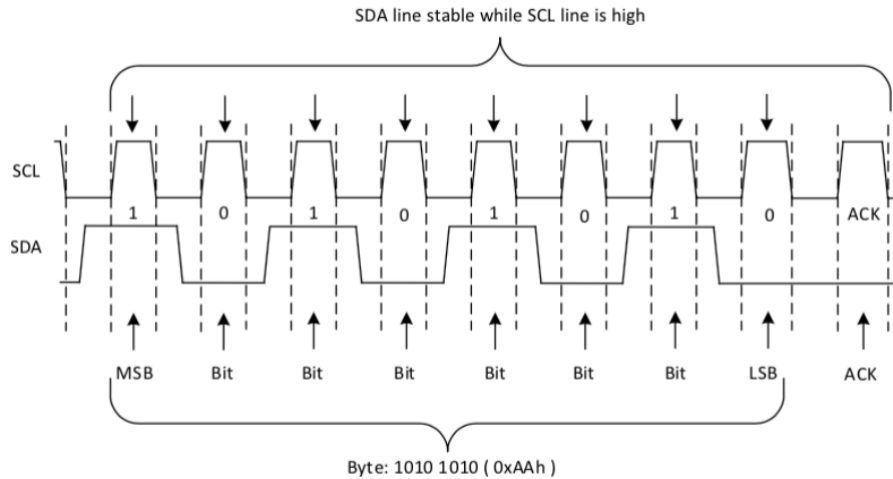 SDA line stable while SCL line is high
SCL
1 0 1 0 1 0 1 0 ACK
SDA
MSB Bit Bit Bit Bit Bit Bit LSB ACK
Byte: 1010 1010 ( 0xAAh )